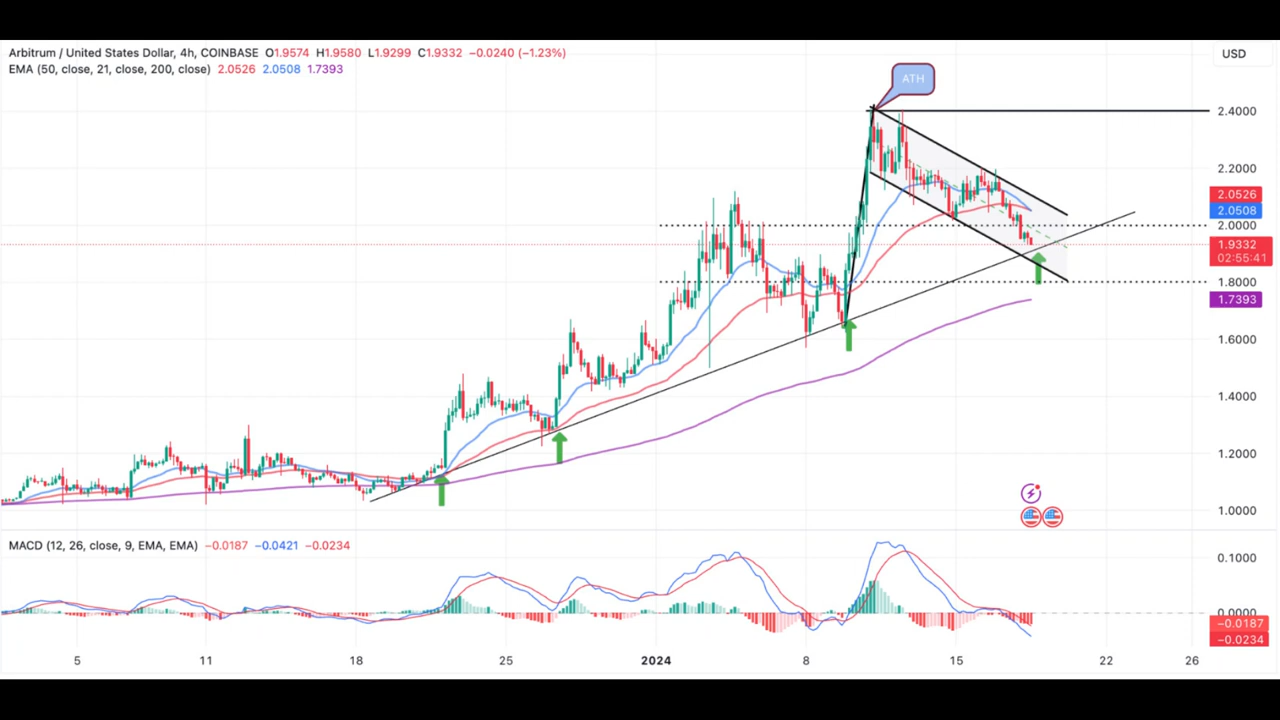 Arbitrum / United States Dollar, 4h, COINBASE O1.9574 H1.9580 L1.9299 C1.9332 −0.0240 (−1.23%)
USD
EMA (50, close, 21, close, 200, close) 2.0526 2.0508 1.7393
ATH
2.4000
2.2000
2.0526
2.0508
2.0000
1.9332
02:55:41
1.8000
1.7393
1.6000
1.4000
1.2000
1.0000
MACD (12, 26, close, 9, EMA, EMA) −0.0187 −0.0421 −0.0234
0.1000
0.0000
−0.0187
−0.0234
5 11 18 25 2024 8 15 22 26